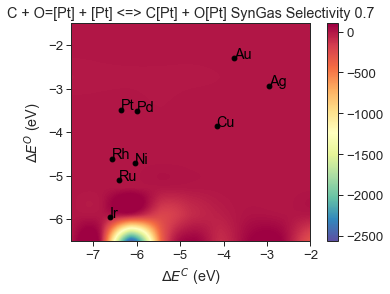 C + O=[Pt] + [Pt] <=> C[Pt] + O[Pt] SynGas Selectivity 0.7
−2
−3
−4
−5
−6
ΔE^O (eV)
Au
Ag
Pt
Pd
Cu
Rh
Ni
Ru
Ir
0
−500
−1000
−1500
−2000
−2500
−7
−6
−5
−4
−3
−2
ΔE^C (eV)